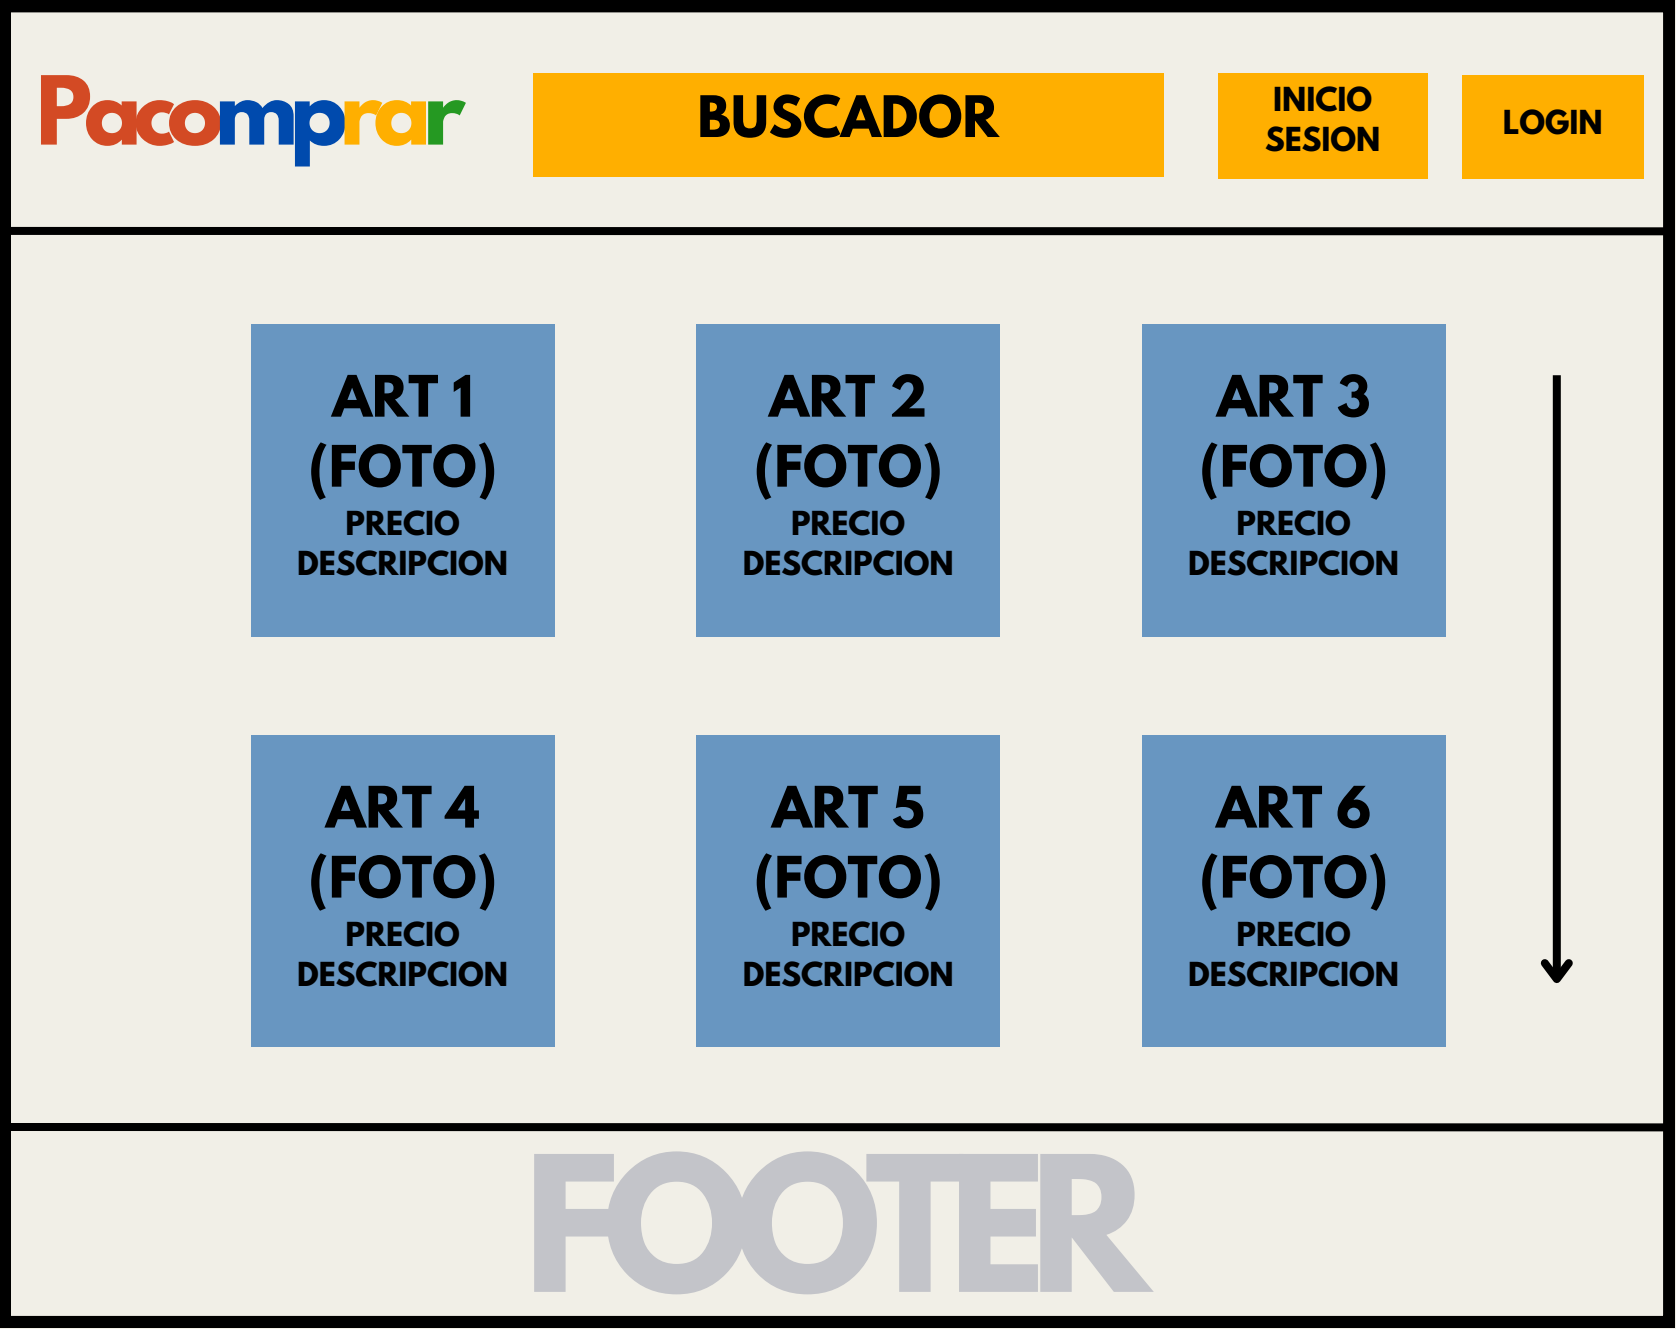 Pacomprar
BUSCADOR
INICIO
SESION
LOGIN
ART 1
(FOTO)
PRECIO
DESCRIPCION
ART 2
(FOTO)
PRECIO
DESCRIPCION
ART 3
(FOTO)
PRECIO
DESCRIPCION
ART 4
(FOTO)
PRECIO
DESCRIPCION
ART 5
(FOTO)
PRECIO
DESCRIPCION
ART 6
(FOTO)
PRECIO
DESCRIPCION
FOOTER